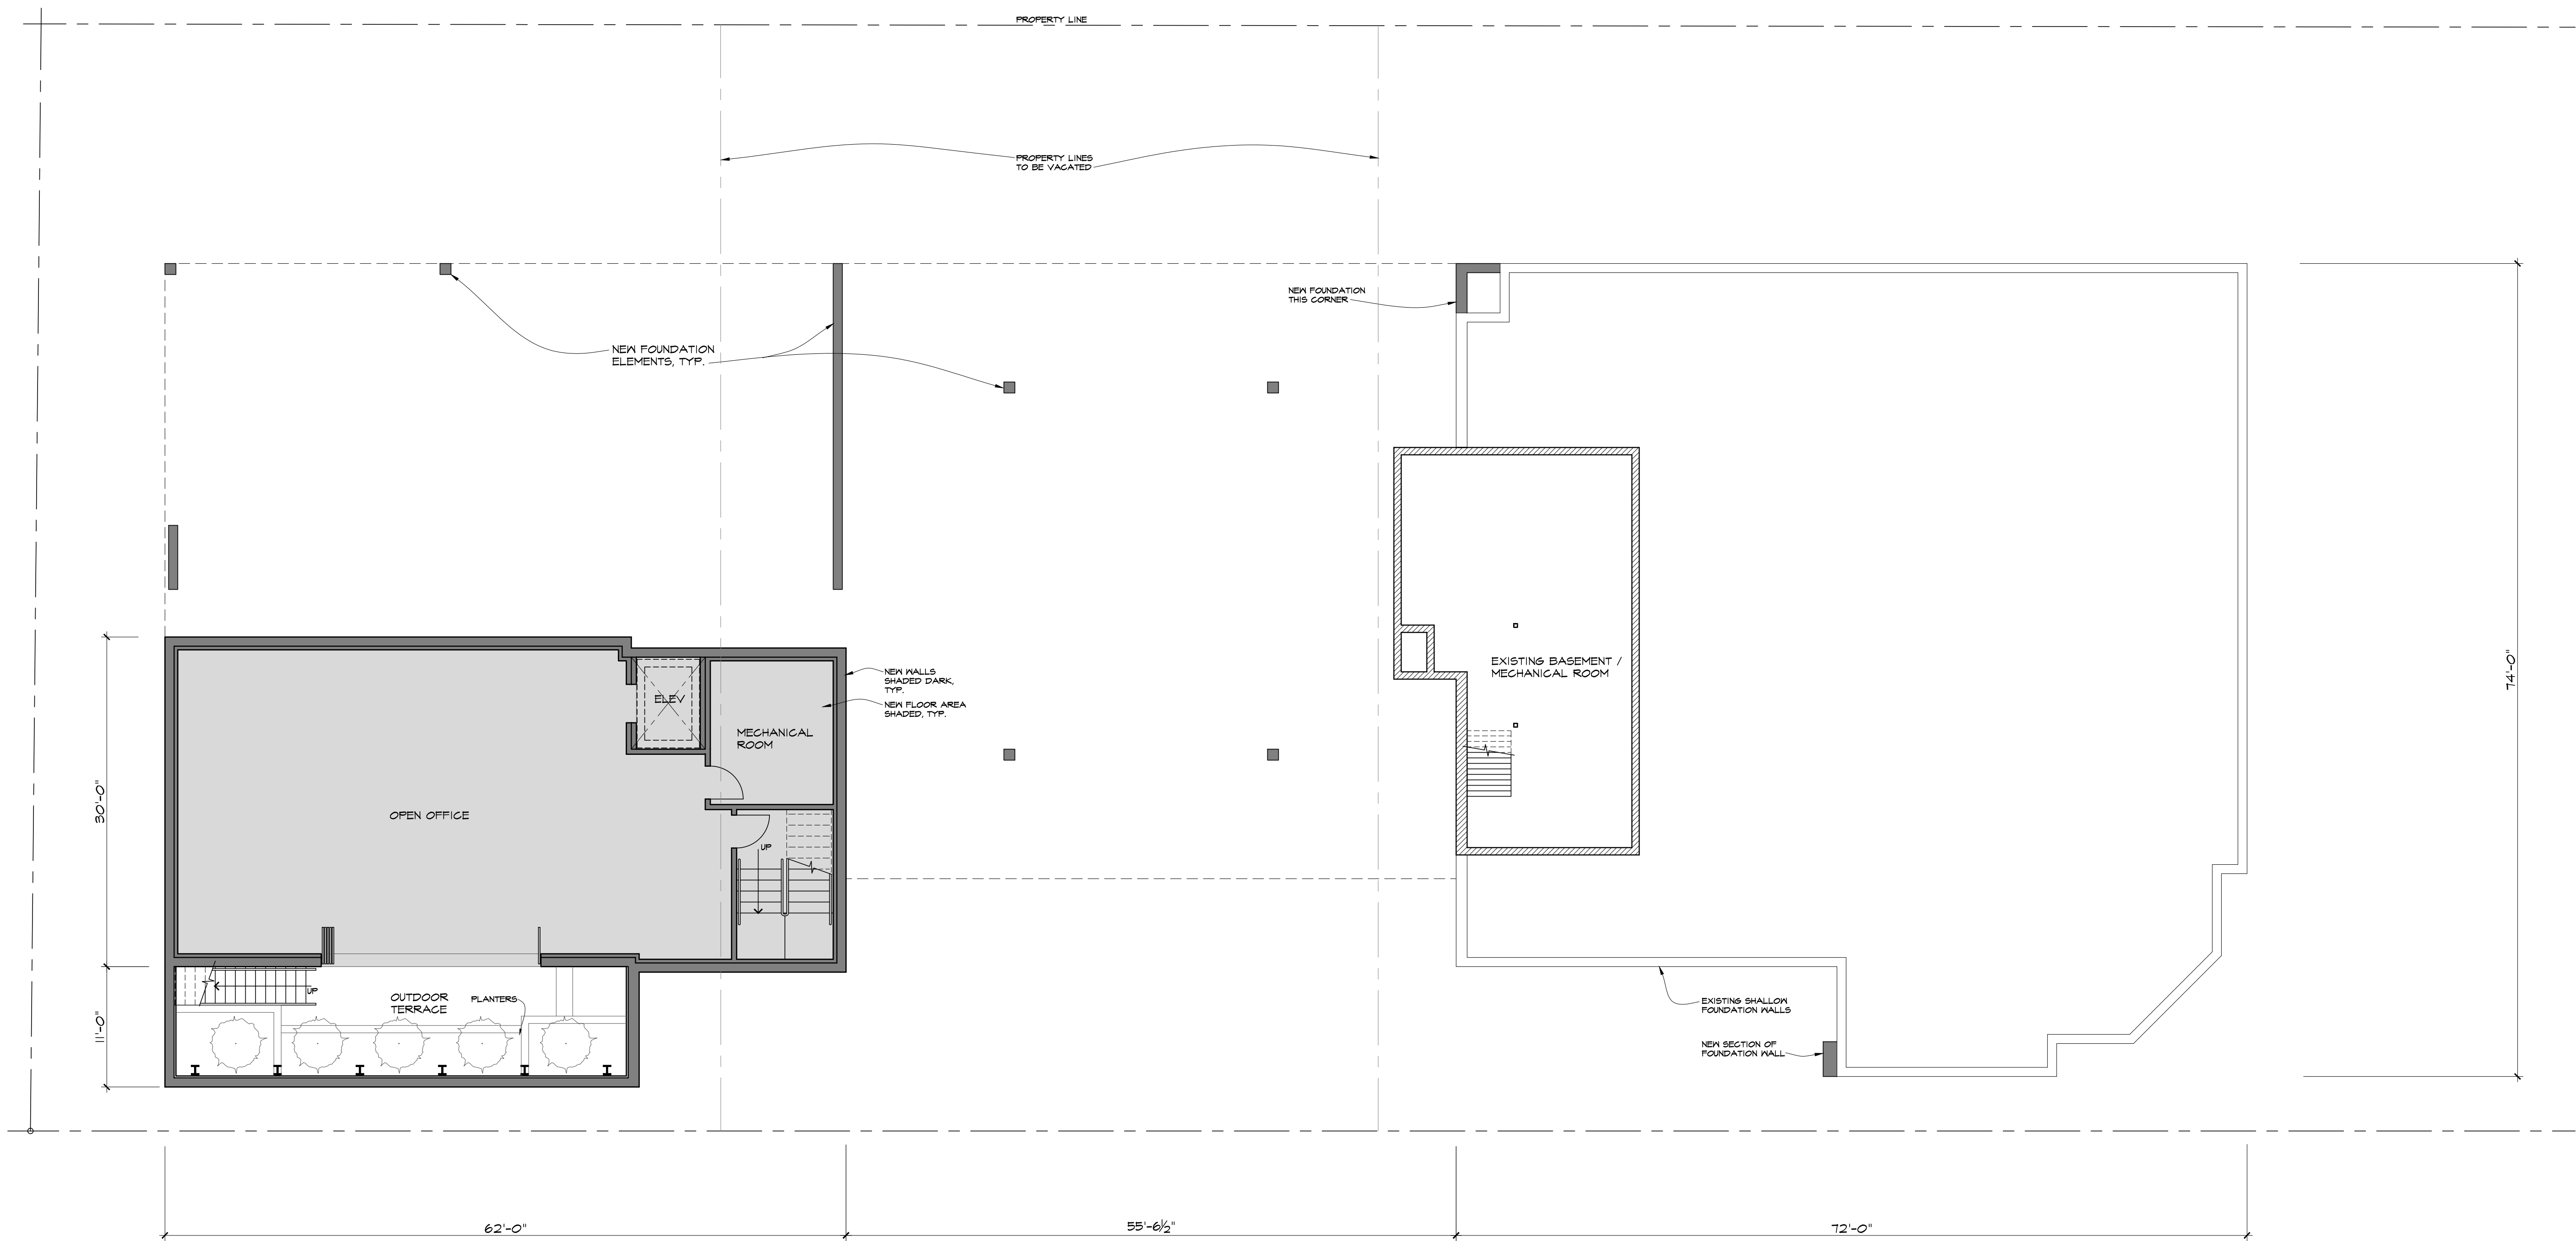 PROPERTY LINE
PROPERTY LINES
TO BE VACATED
NEW FOUNDATION
THIS CORNER
NEW FOUNDATION
ELEMENTS, TYP.
NEW WALLS
SHADED DARK,
TYP.
NEW FLOOR AREA
SHADED, TYP.
ELEV
MECHANICAL
ROOM
EXISTING BASEMENT /
MECHANICAL ROOM
74'-0"
30'-0"
OPEN OFFICE
UP
UP
OUTDOOR
TERRACE
PLANTERS
11'-0"
EXISTING SHALLOW
FOUNDATION WALLS
NEW SECTION OF
FOUNDATION WALL
62'-0"
55'-6½"
72'-0"